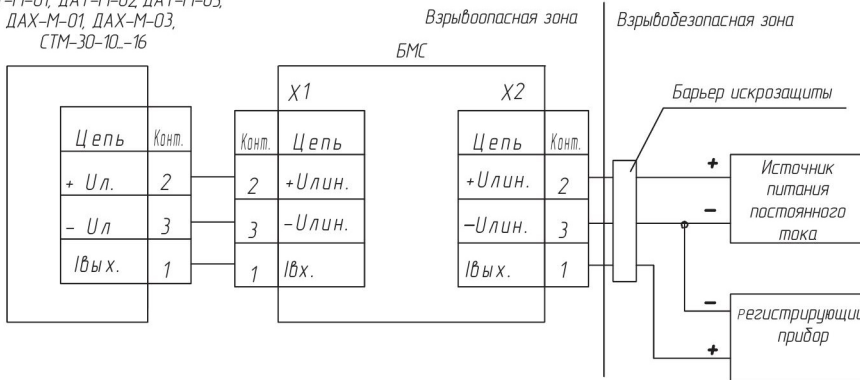 ДАХ-М-01, ДАХ-М-03,
СТМ-30-10...-16
Взрывоопасная зона
Взрывобезопасная зона
БМС
Барьер искрозащиты
Цепь Конт.
+ Uл. 2
- Uл 3
Iвых. 1
X1
Конт. Цепь
2 +Uлин.
3 -Uлин.
1 Iвх.
X2
Цепь Конт.
+Uлин. 2
-Uлин. 3
Iвых. 1
+
-
Источник
питания
постоянного
тока
-
+
Регистрирующий
прибор